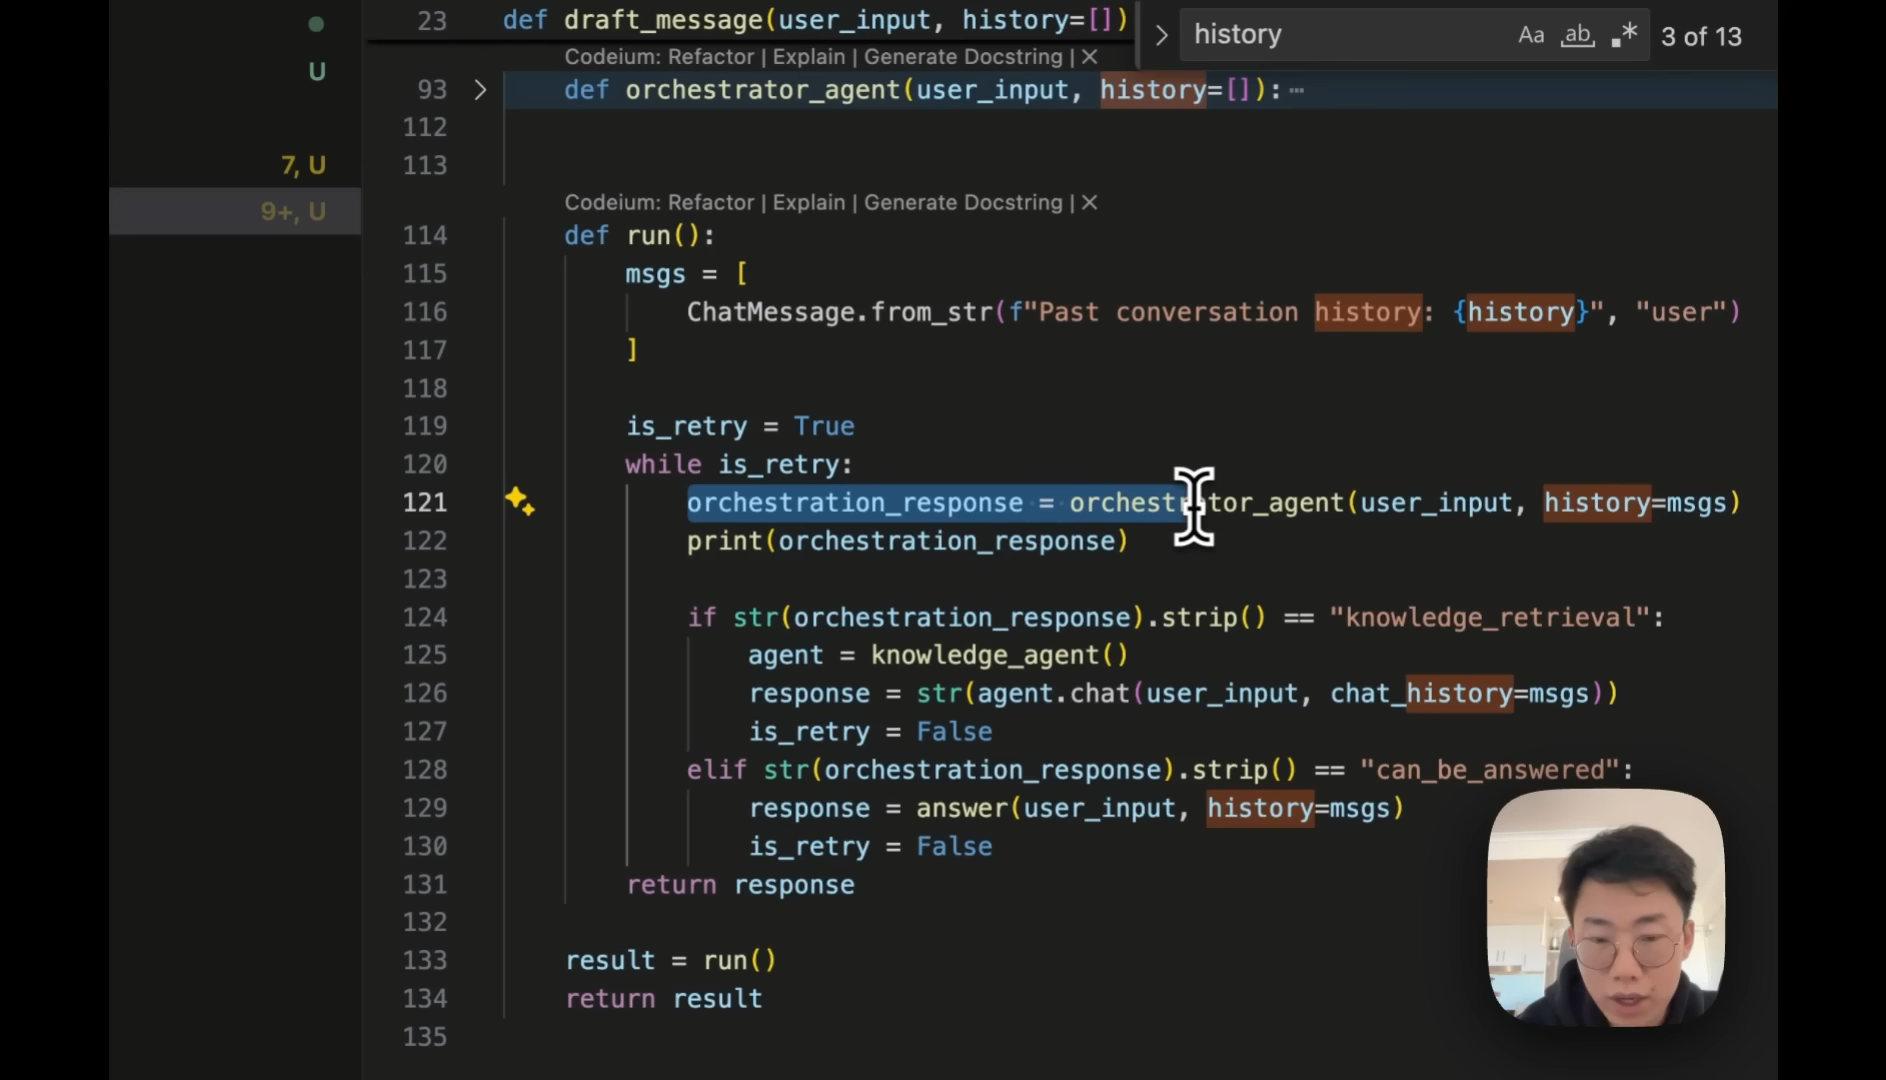 23 def draft_message(user_input, history=[])
history Aa ab .* 3 of 13
Codeium: Refactor | Explain | Generate Docstring | ×
U
93 def orchestrator_agent(user_input, history=[]):⋯
112
113
7, U
Codeium: Refactor | Explain | Generate Docstring | ×
9+, U
114 def run():
115 msgs = [
116 ChatMessage.from_str(f"Past conversation history: {history}", "user")
117 ]
118
119 is_retry = True
120 while is_retry:
121 orchestration_response = orchestrator_agent(user_input, history=msgs)
122 print(orchestration_response)
123
124 if str(orchestration_response).strip() == "knowledge_retrieval":
125 agent = knowledge_agent()
126 response = str(agent.chat(user_input, chat_history=msgs))
127 is_retry = False
128 elif str(orchestration_response).strip() == "can_be_answered":
129 response = answer(user_input, history=msgs)
130 is_retry = False
131 return response
132
133 result = run()
134 return result
135